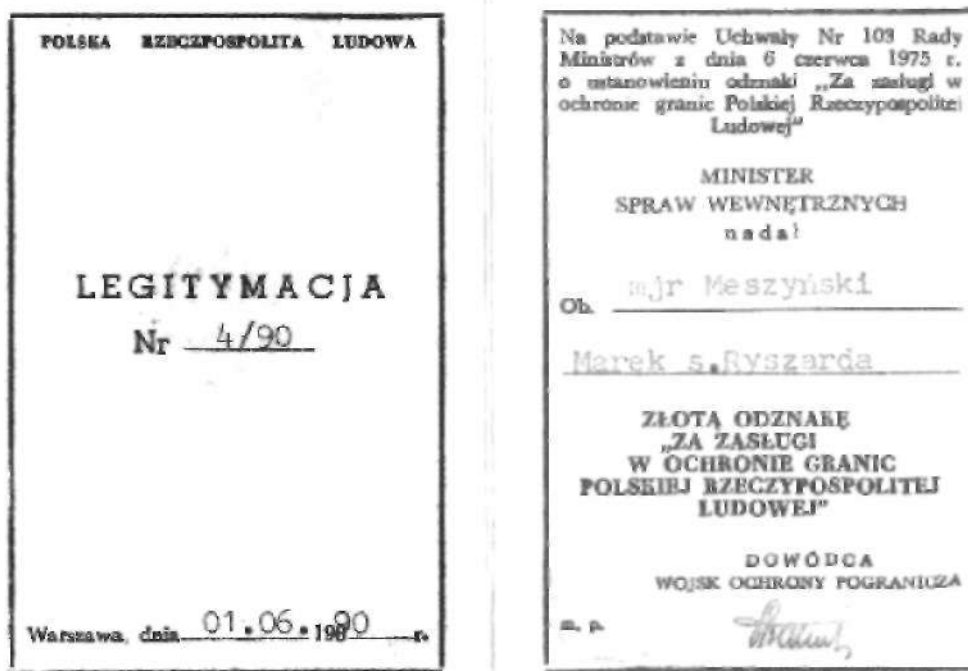 POLSKA RZECZPOSPOLITA LUDOWA
LEGITYMACJA
Nr 4/90
Warszawa, dnia 01.06.1990 r.
Na podstawie Uchwały Nr 103 Rady
Ministrów z dnia 6 czerwca 1975 r.
o ustanowieniu odznaki „Za zasługi w
ochronie granic Polskiej Rzeczypospolitej
Ludowej”
MINISTER
SPRAW WEWNĘTRZNYCH
nadał
Ob. mjr Meszyński
Marek s.Ryszarda
ZŁOTĄ ODZNAKĘ
„ZA ZASŁUGI
W OCHRONIE GRANIC
POLSKIEJ RZECZYPOSPOLITEJ
LUDOWEJ”
DOWÓDCA
WOJSK OCHRONY POGRANICZA
m. p.